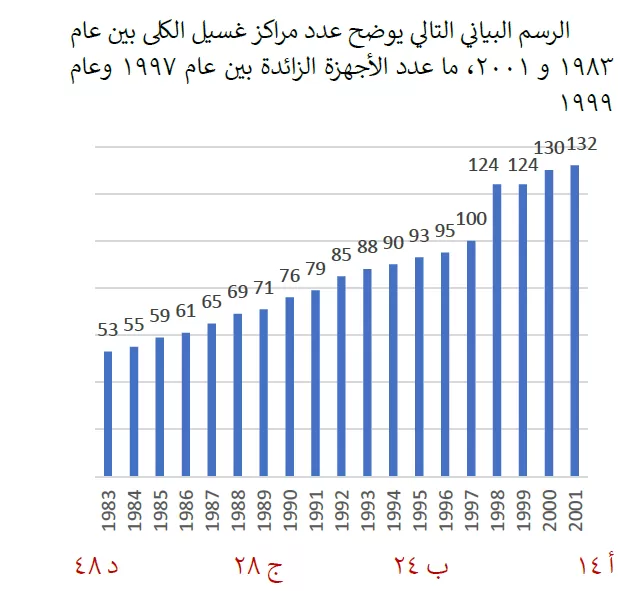 الرسم البياني التالي يوضح عدد مراكز غسيل الكلى بين عام
١٩٨٣ و ٢٠٠١، ما عدد الأجهزة الزائدة بين عام ١٩٩٧ وعام
١٩٩٩
53 55 59 61 65 69 71 76 79 85 88 90 93 95 100 124 124 130 132
1983 1984 1985 1986 1987 1988 1989 1990 1991 1992 1993 1994 1995 1996 1997 1998 1999 2000 2001
أ ١٤ ب ٢٤ ج ٢٨ د ٤٨